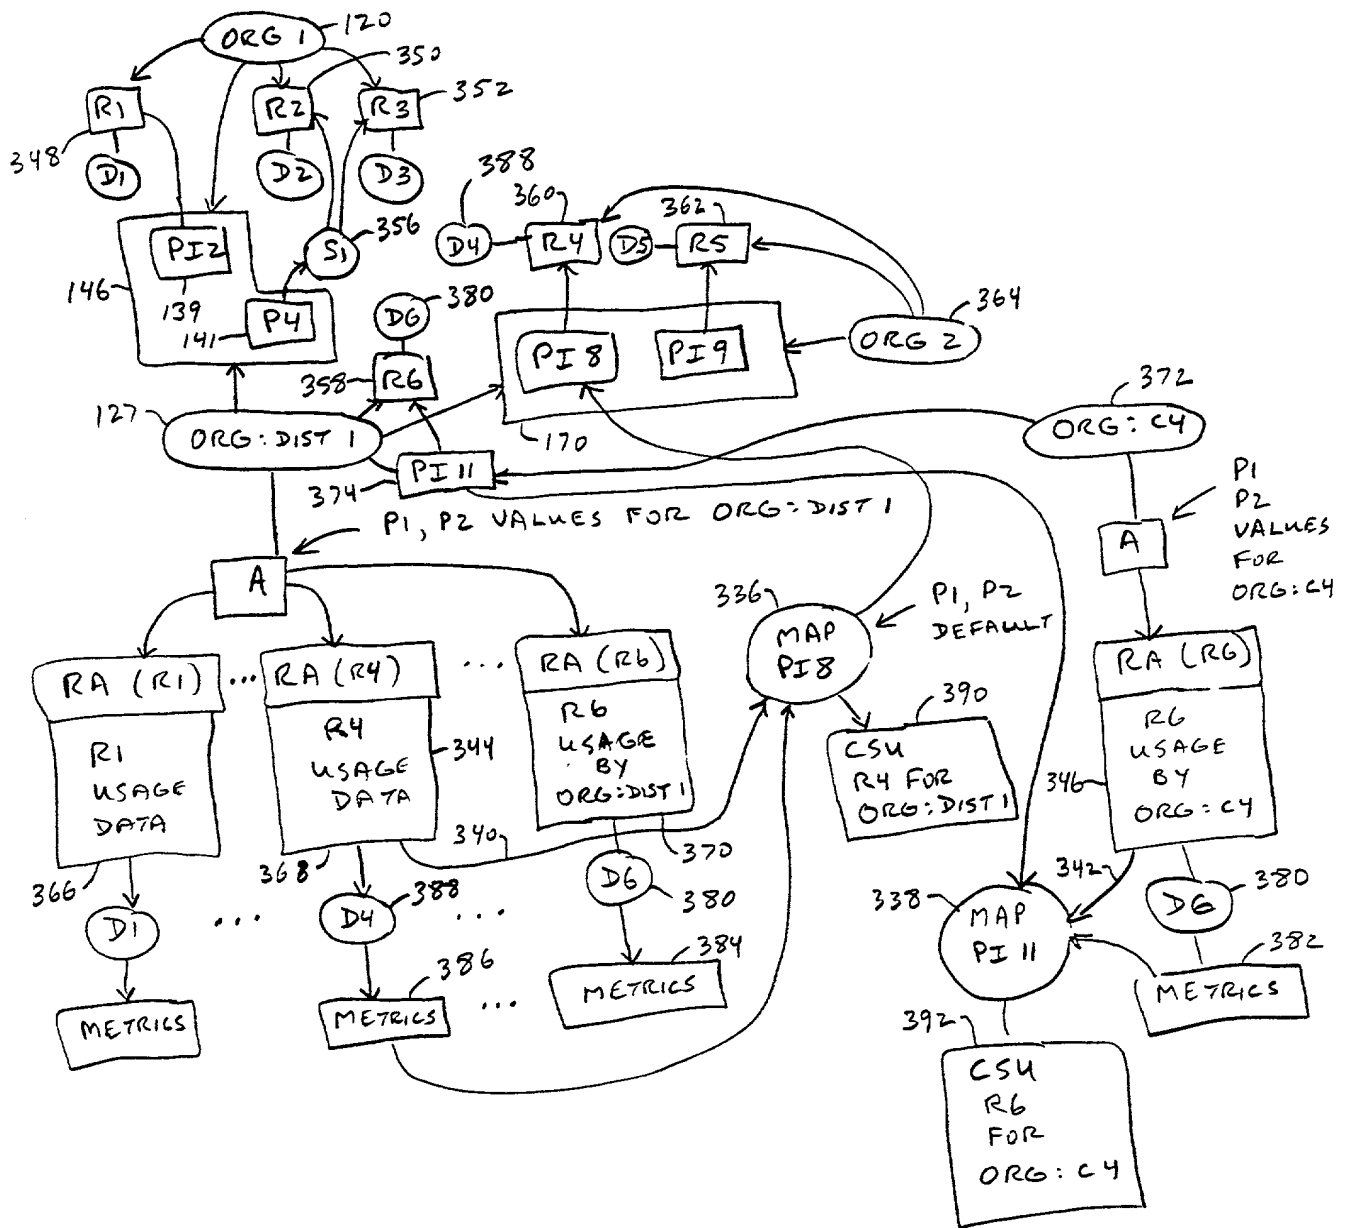 ORG 1
120
350
R1
R2
R3
352
348
D1
D2
D3
388
360
362
356
S1
D4
R4
D5
R5
PI2
146
139
380
364
141
P4
D6
ORG 2
PI 8
PI 9
358
R6
372
127
ORG: DIST 1
170
ORG: C4
PI 11
374
P1, P2 VALUES FOR ORG: DIST 1
P1
P2
VALUES
FOR
ORG: C4
A
A
336
P1, P2
DEFAULT
MAP
PI8
RA (R1)
...
RA (R4)
...
RA (R6)
RA (R6)
390
R1
USAGE
DATA
R4
USAGE
DATA
344
R6
USAGE
BY
ORG: DIST 1
CSU
R4 FOR
ORG: DIST 1
R6
USAGE
BY
ORG: C4
346
340
366
368
370
342
D1
...
D4
388
...
D6
380
338
MAP
PI 11
D6
380
386
384
382
METRICS
METRICS
...
METRICS
METRICS
392
CSU
R6
FOR
ORG: C4